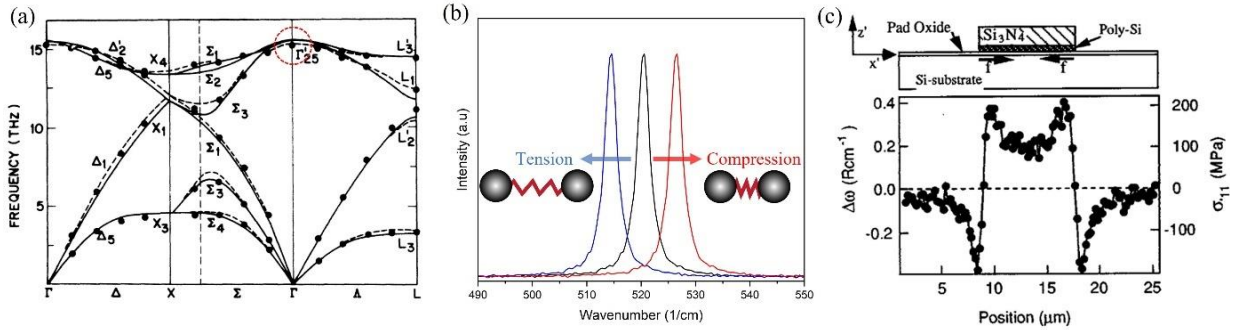 (a)
FREQUENCY (THz)
15
10
5
0
Δ'2
Δ5
X4
Σ1
Σ2
Σ3
Γ'25
L'3
L1
Δ1
X1
Σ1
L'2
Σ3
Δ5
X3
Σ4
L3
Γ Δ X Σ Γ Λ L
(b)
Intensity (a.u)
Tension
Compression
490 500 510 520 530 540 550
Wavenumber (1/cm)
(c)
z'
x'
Pad Oxide
Si3N4
Poly-Si
f f
Si-substrate
Δω (Rcm-1)
0.4
0.2
0.0
-0.2
200
100
0
-100
σ'11 (MPa)
5 10 15 20 25
Position (μm)